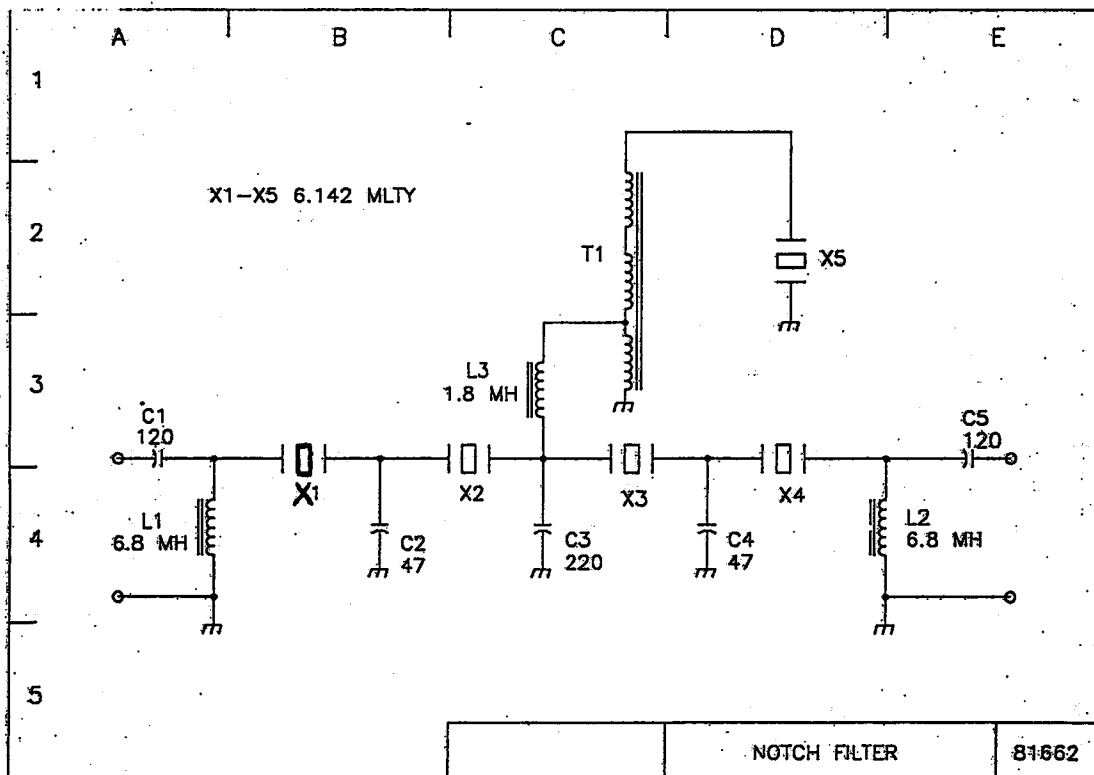 A B C D E
1
X1-X5 6.142 MLTY
2
T1
X5
3
L3
1.8 MH
C1
120
C5
120
X1
X2
X3
X4
4
L1
6.8 MH
C2
47
C3
220
C4
47
L2
6.8 MH
5
NOTCH FILTER 81662